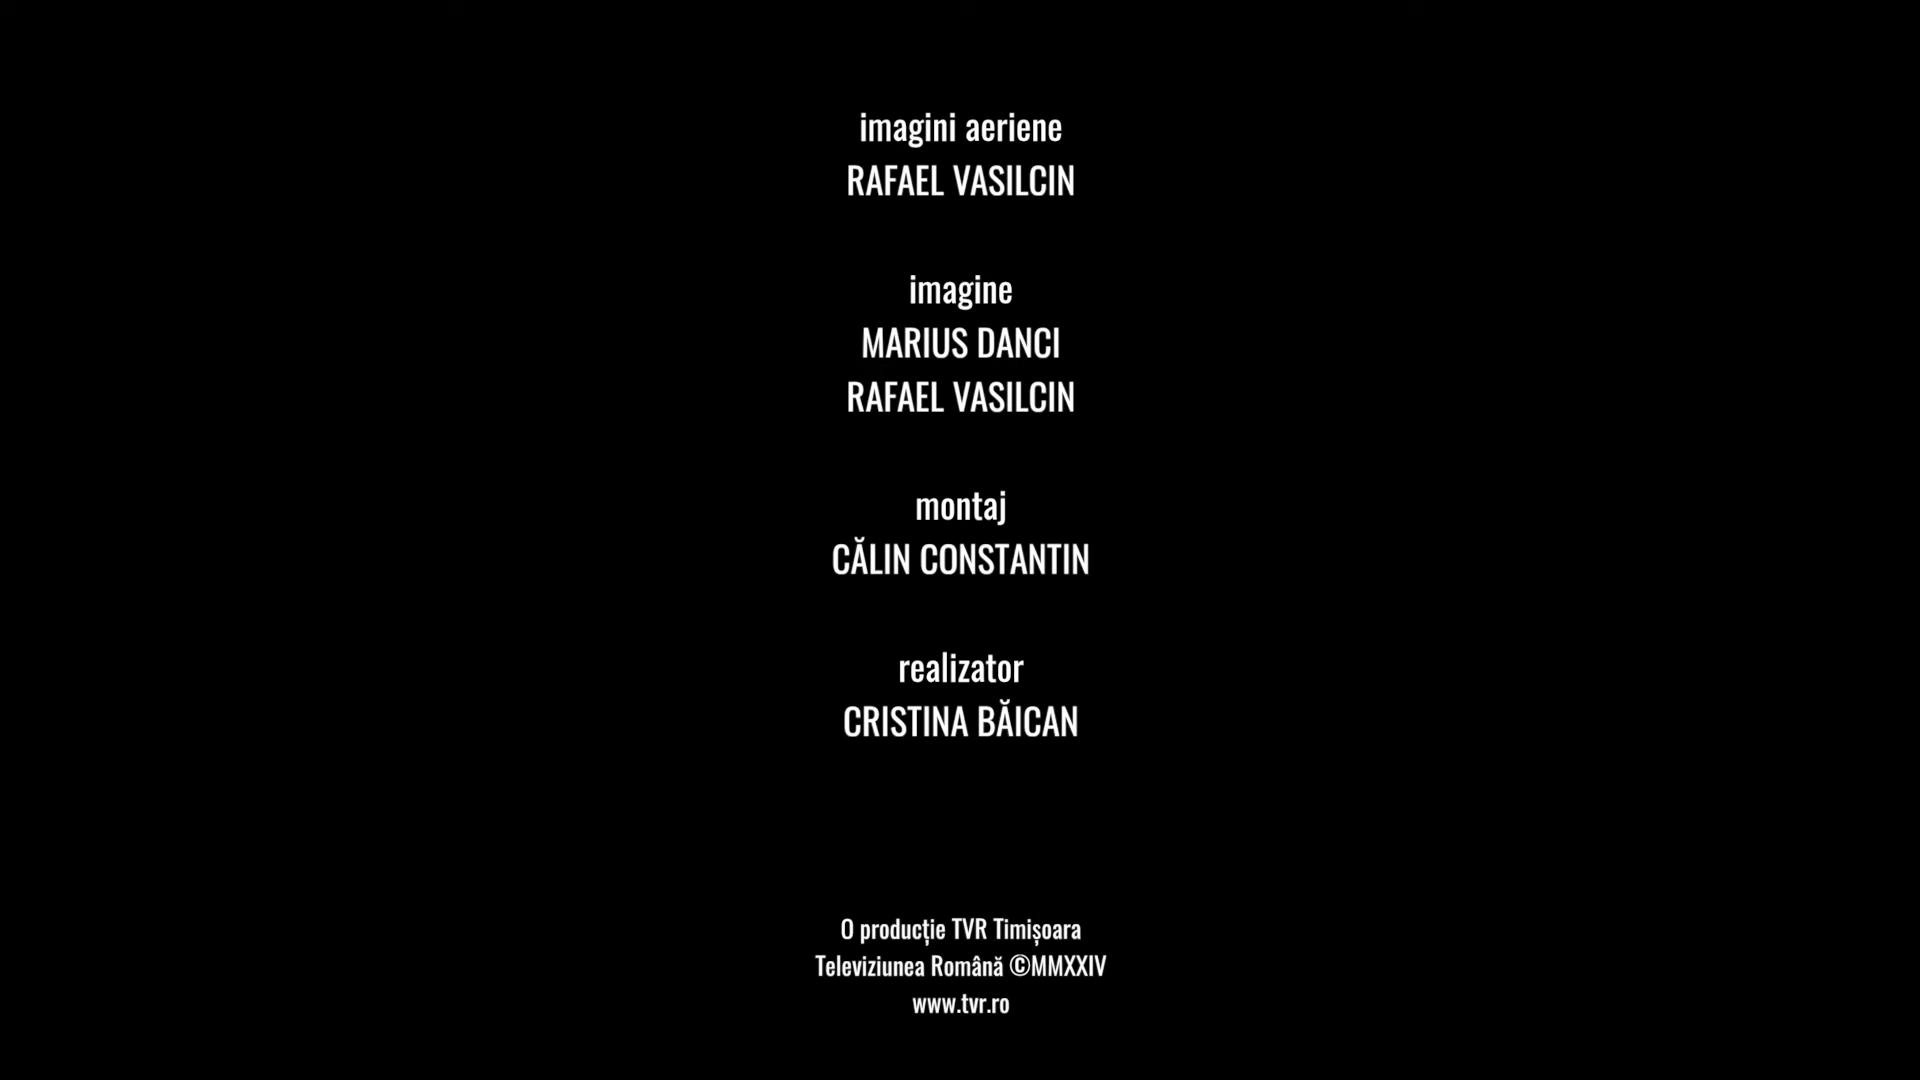 imagini aeriene
RAFAEL VASILCIN
imagine
MARIUS DANCI
RAFAEL VASILCIN
montaj
CĂLIN CONSTANTIN
realizator
CRISTINA BĂICAN
O producție TVR Timișoara
Televiziunea Română ©MMXXIV
www.tvr.ro